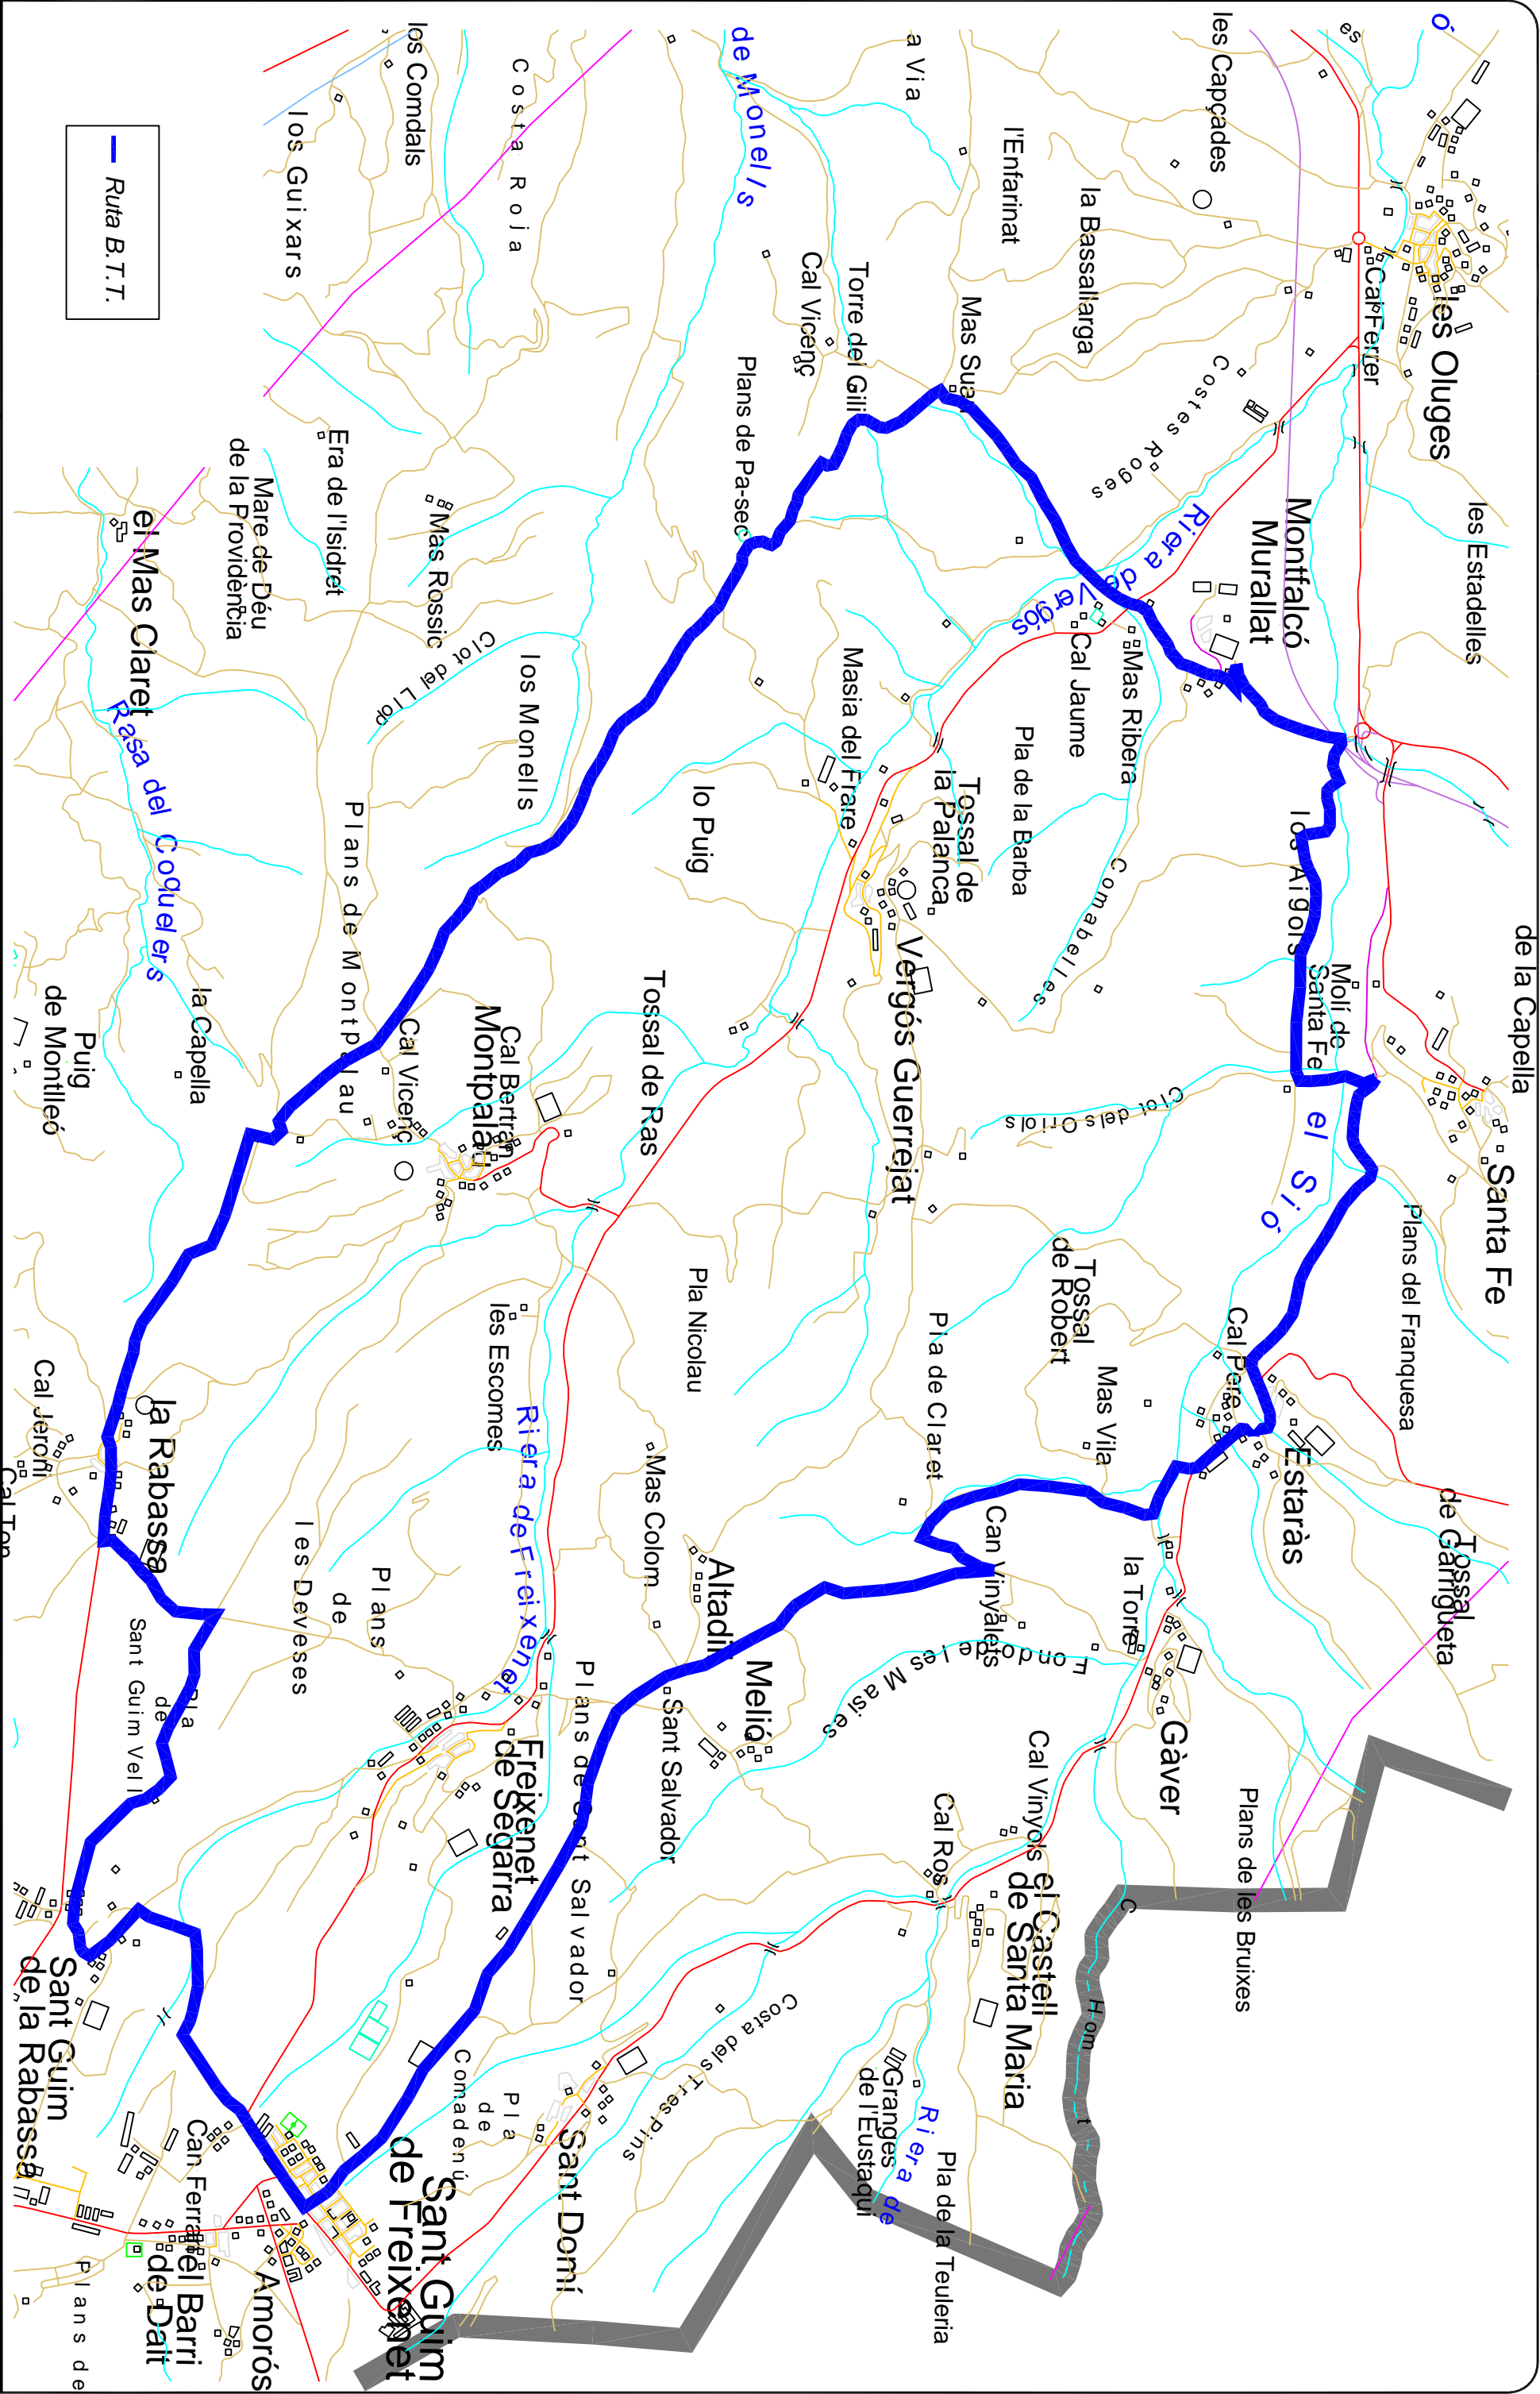 Ruta B.T.T.
los Comdals
los Guixars
Costa Roja
de Monells
a Via
l'Enfarinat
les Capçades
es
ó
la Bassallarga
Cal Ferrer
les Oluges
Torre del Gili
Cal Vicenç
Mas Suau
Plans de Pa-sec
Costes Roges
les Estadelles
Montfalcó
Murallat
Riera de Vergós
Era de l'Isidret
Mare de Déu
de la Providència
Mas Rossic
el Mas Claret
Clot del Llop
los Monells
Rasa del Coquelers
Masia del Frare
Cal Jaume
Mas Ribera
Pla de la Barba
Tossal de
la Palanca
lo Puig
Comabelles
los Aigols
Molí de
Santa Fe
de la Capella
Plans de Montpalau
Vergós Guerrejat
Tossal de Ras
Cal Bertran
Montpalau
Cal Vicenç
la Capella
Puig
de Montlleó
Clot dels Oriols
el Sió
Santa Fe
Plans del Franquesa
Tossal
de Robert
Pla Nicolau
les Escomes
Pla de Claret
Mas Vila
Cal Pere
Estaràs
Cal Jeroni
la Rabassa
Riera de Freixenet
Mas Colom
Can Vinyalets
la Torre
Tossal
de Garrigueta
les Deveses
Plans
de
Altadill
Melió
Fondo de les Masies
Gàver
Pla
de
Sant Guim Vell
Freixenet
de Segarra
Plans de Sant Salvador
Sant Salvador
Cal Ros
Cal Vinyols
el Castell
de Santa Maria
Plans de les Bruixes
C
Hom
t
Sant Guim
de la Rabassa
Costa dels Tres Pins
Pla
de
Comadenú
Granges
de l'Eustaqui
Riera de
Pla de la Teuleria
Sant Domí
Sant Guim
de Freixenet
Can Ferran
el Barri
de Dalt
Amorós
Plans de